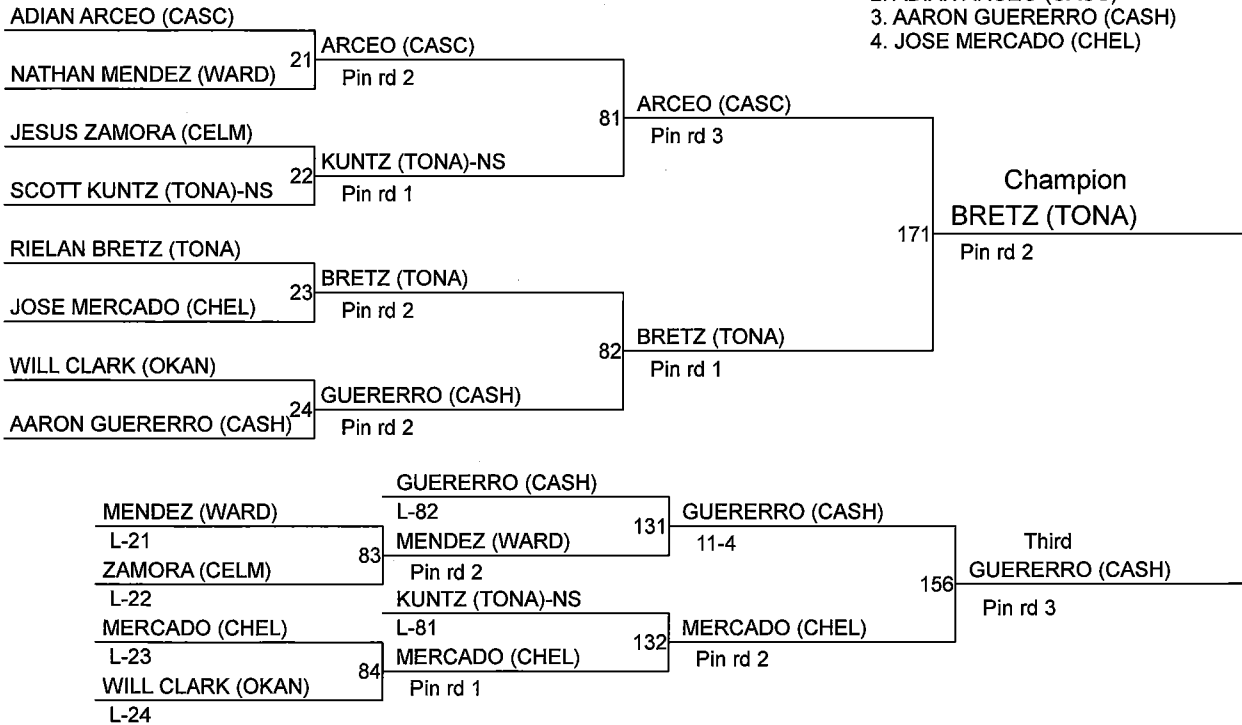 2. ADIAN ARCEO (CASC)
3. AARON GUERERRO (CASH)
4. JOSE MERCADO (CHEL)
ADIAN ARCEO (CASC)
21
NATHAN MENDEZ (WARD)
ARCEO (CASC)
Pin rd 2
JESUS ZAMORA (CELM)
22
SCOTT KUNTZ (TONA)-NS
KUNTZ (TONA)-NS
Pin rd 1
81
ARCEO (CASC)
Pin rd 3
RIELAN BRETZ (TONA)
23
JOSE MERCADO (CHEL)
BRETZ (TONA)
Pin rd 2
WILL CLARK (OKAN)
24
AARON GUERERRO (CASH)
GUERERRO (CASH)
Pin rd 2
82
BRETZ (TONA)
Pin rd 1
171
Champion
BRETZ (TONA)
Pin rd 2
MENDEZ (WARD)
L-21
83
ZAMORA (CELM)
L-22
MERCADO (CHEL)
L-23
84
WILL CLARK (OKAN)
L-24
GUERERRO (CASH)
L-82
131
MENDEZ (WARD)
Pin rd 2
KUNTZ (TONA)-NS
L-81
132
MERCADO (CHEL)
Pin rd 1
GUERERRO (CASH)
11-4
MERCADO (CHEL)
Pin rd 2
156
Third
GUERERRO (CASH)
Pin rd 3